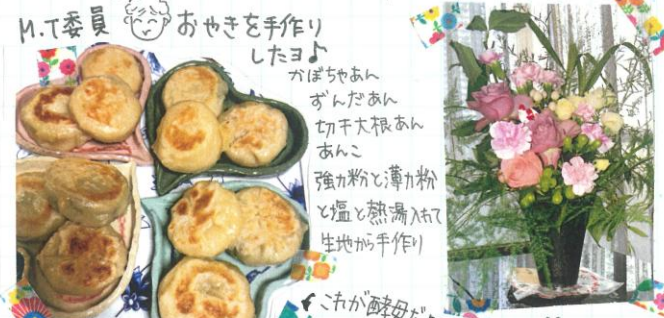 M.T委員 おやきを手作り
したヨ♪
かぼちゃあん
ずんだあん
切干大根あん
あんこ
強力粉と薄力粉
と塩と熱湯入れて
生地から手作り
これが酵母だ